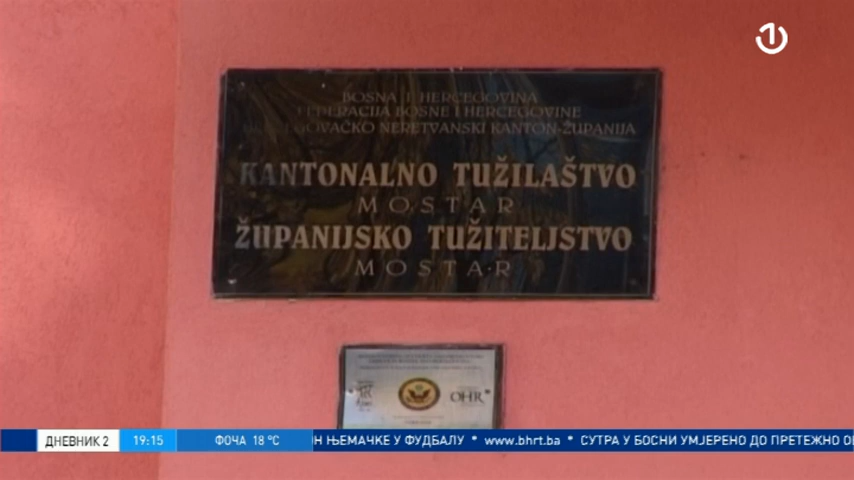 BOSNA I HERCEGOVINA
FEDERACIJA BOSNE I HERCEGOVINE
HERCEGOVAČKO NERETVANSKI KANTON-ŽUPANIJA
KANTONALNO TUŽILAŠTVO
MOSTAR
ŽUPANIJSKO TUŽITELJSTVO
MOSTAR
OHR
ДНЕВНИК 2 19:15 ФОЧА 18 °C ЊЕМАЧКЕ У ФУДБАЛУ * www.bhrt.ba * СУТРА У БОСНИ УМЈЕРЕНО ДО ПРЕТЕЖНО